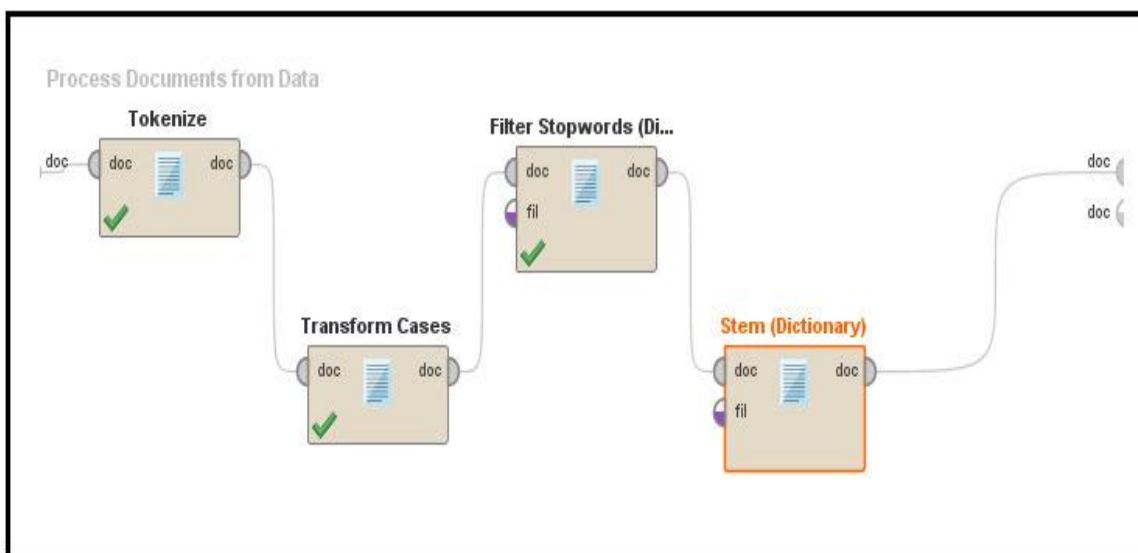 Process Documents from Data
Tokenize
doc
doc
doc
Transform Cases
doc
doc
Filter Stopwords (Di...
doc
doc
fil
Stem (Dictionary)
doc
doc
fil
doc
doc